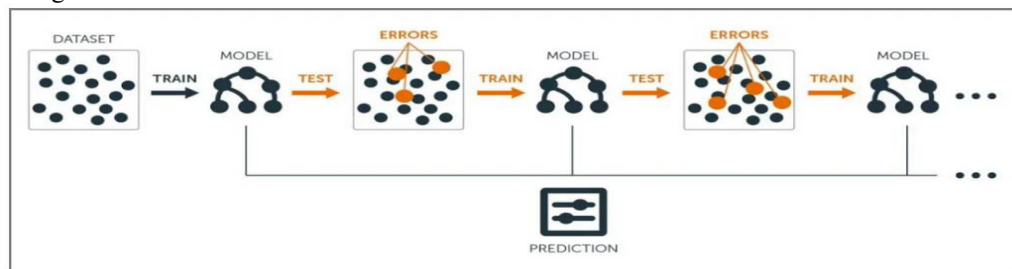 DATASET
MODEL
ERRORS
MODEL
ERRORS
MODEL
TRAIN
TEST
TRAIN
TEST
TRAIN
PREDICTION